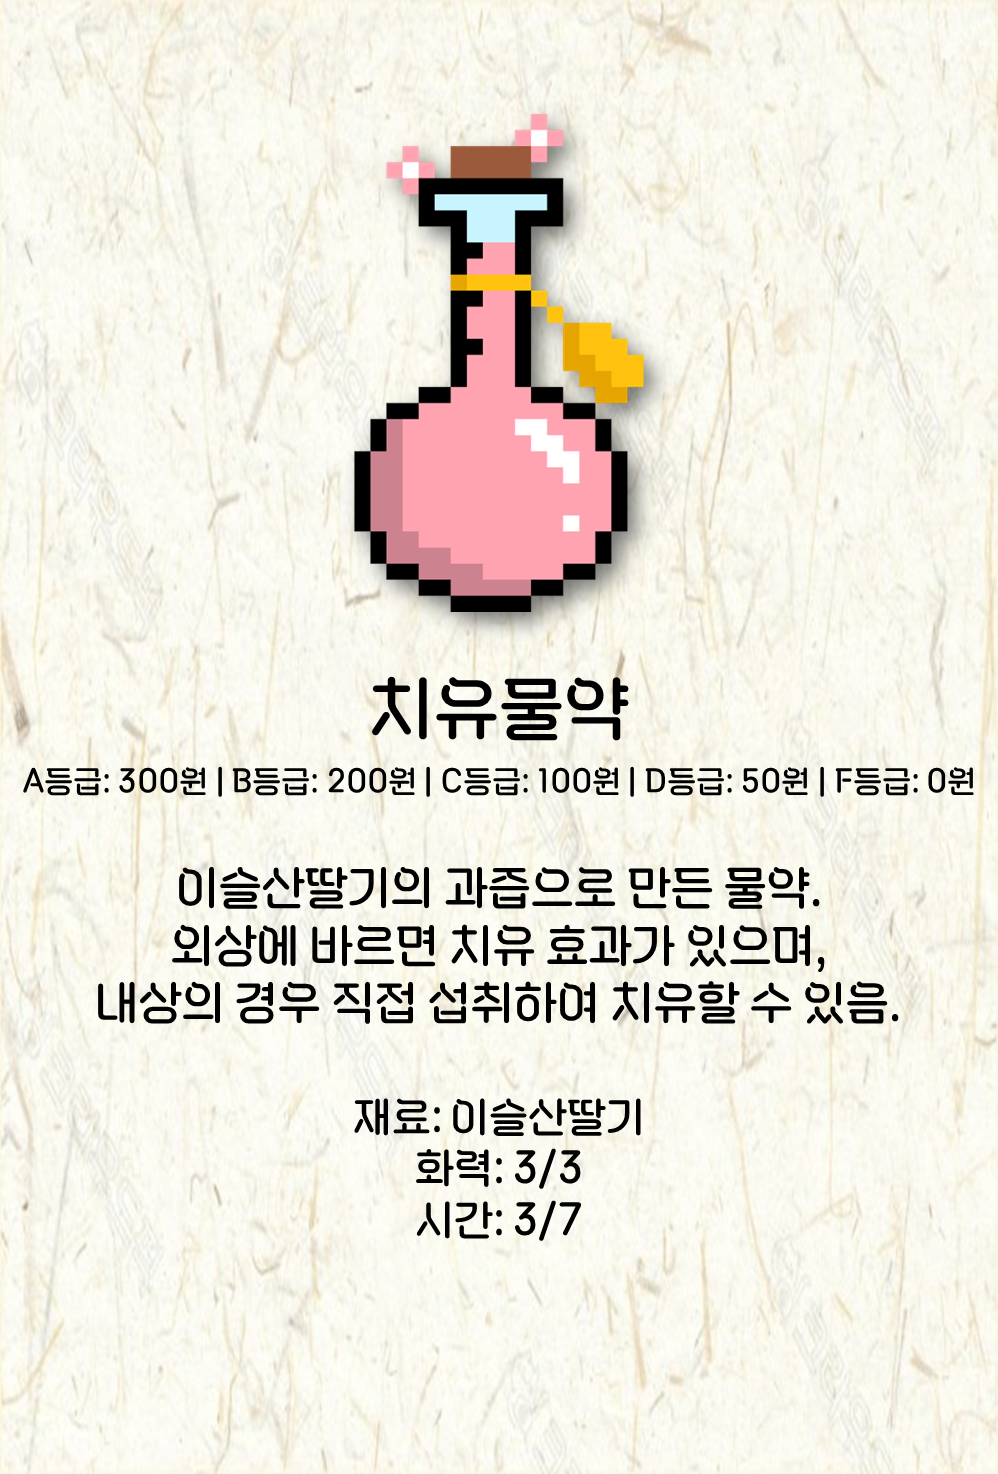 치유물약
A등급: 300원 | B등급: 200원 | C등급: 100원 | D등급: 50원 | F등급: 0원
이슬산딸기의 과즙으로 만든 물약.
외상에 바르면 치유 효과가 있으며,
내상의 경우 직접 섭취하여 치유할 수 있음.
재료: 이슬산딸기
화력: 3/3
시간: 3/7